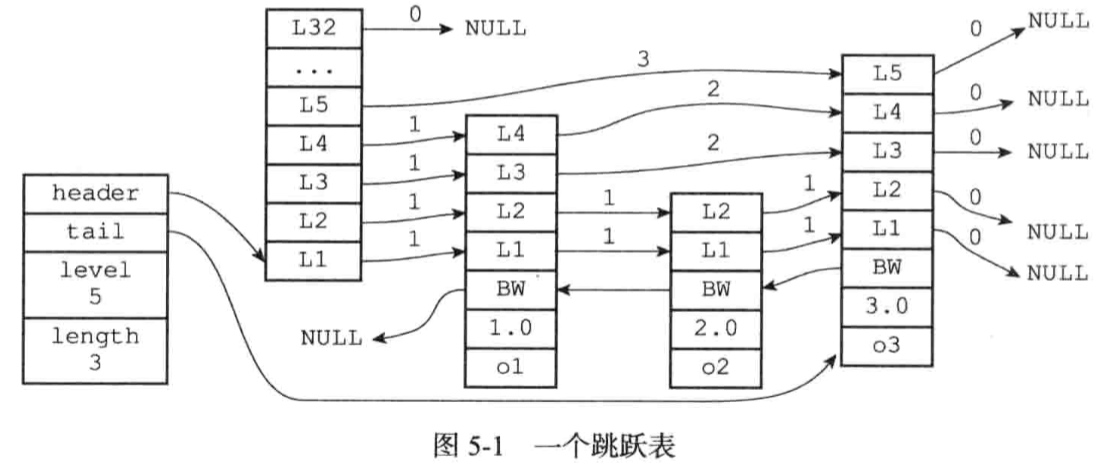 header
tail
level
5
length
3
L32
...
L5
L4
L3
L2
L1
0
NULL
3
1
1
1
1
L4
L3
L2
L1
BW
1.0
o1
NULL
2
2
1
1
L2
L1
BW
2.0
o2
1
1
L5
L4
L3
L2
L1
BW
3.0
o3
0
NULL
0
NULL
0
NULL
0
NULL
0
NULL
图 5-1 一个跳跃表